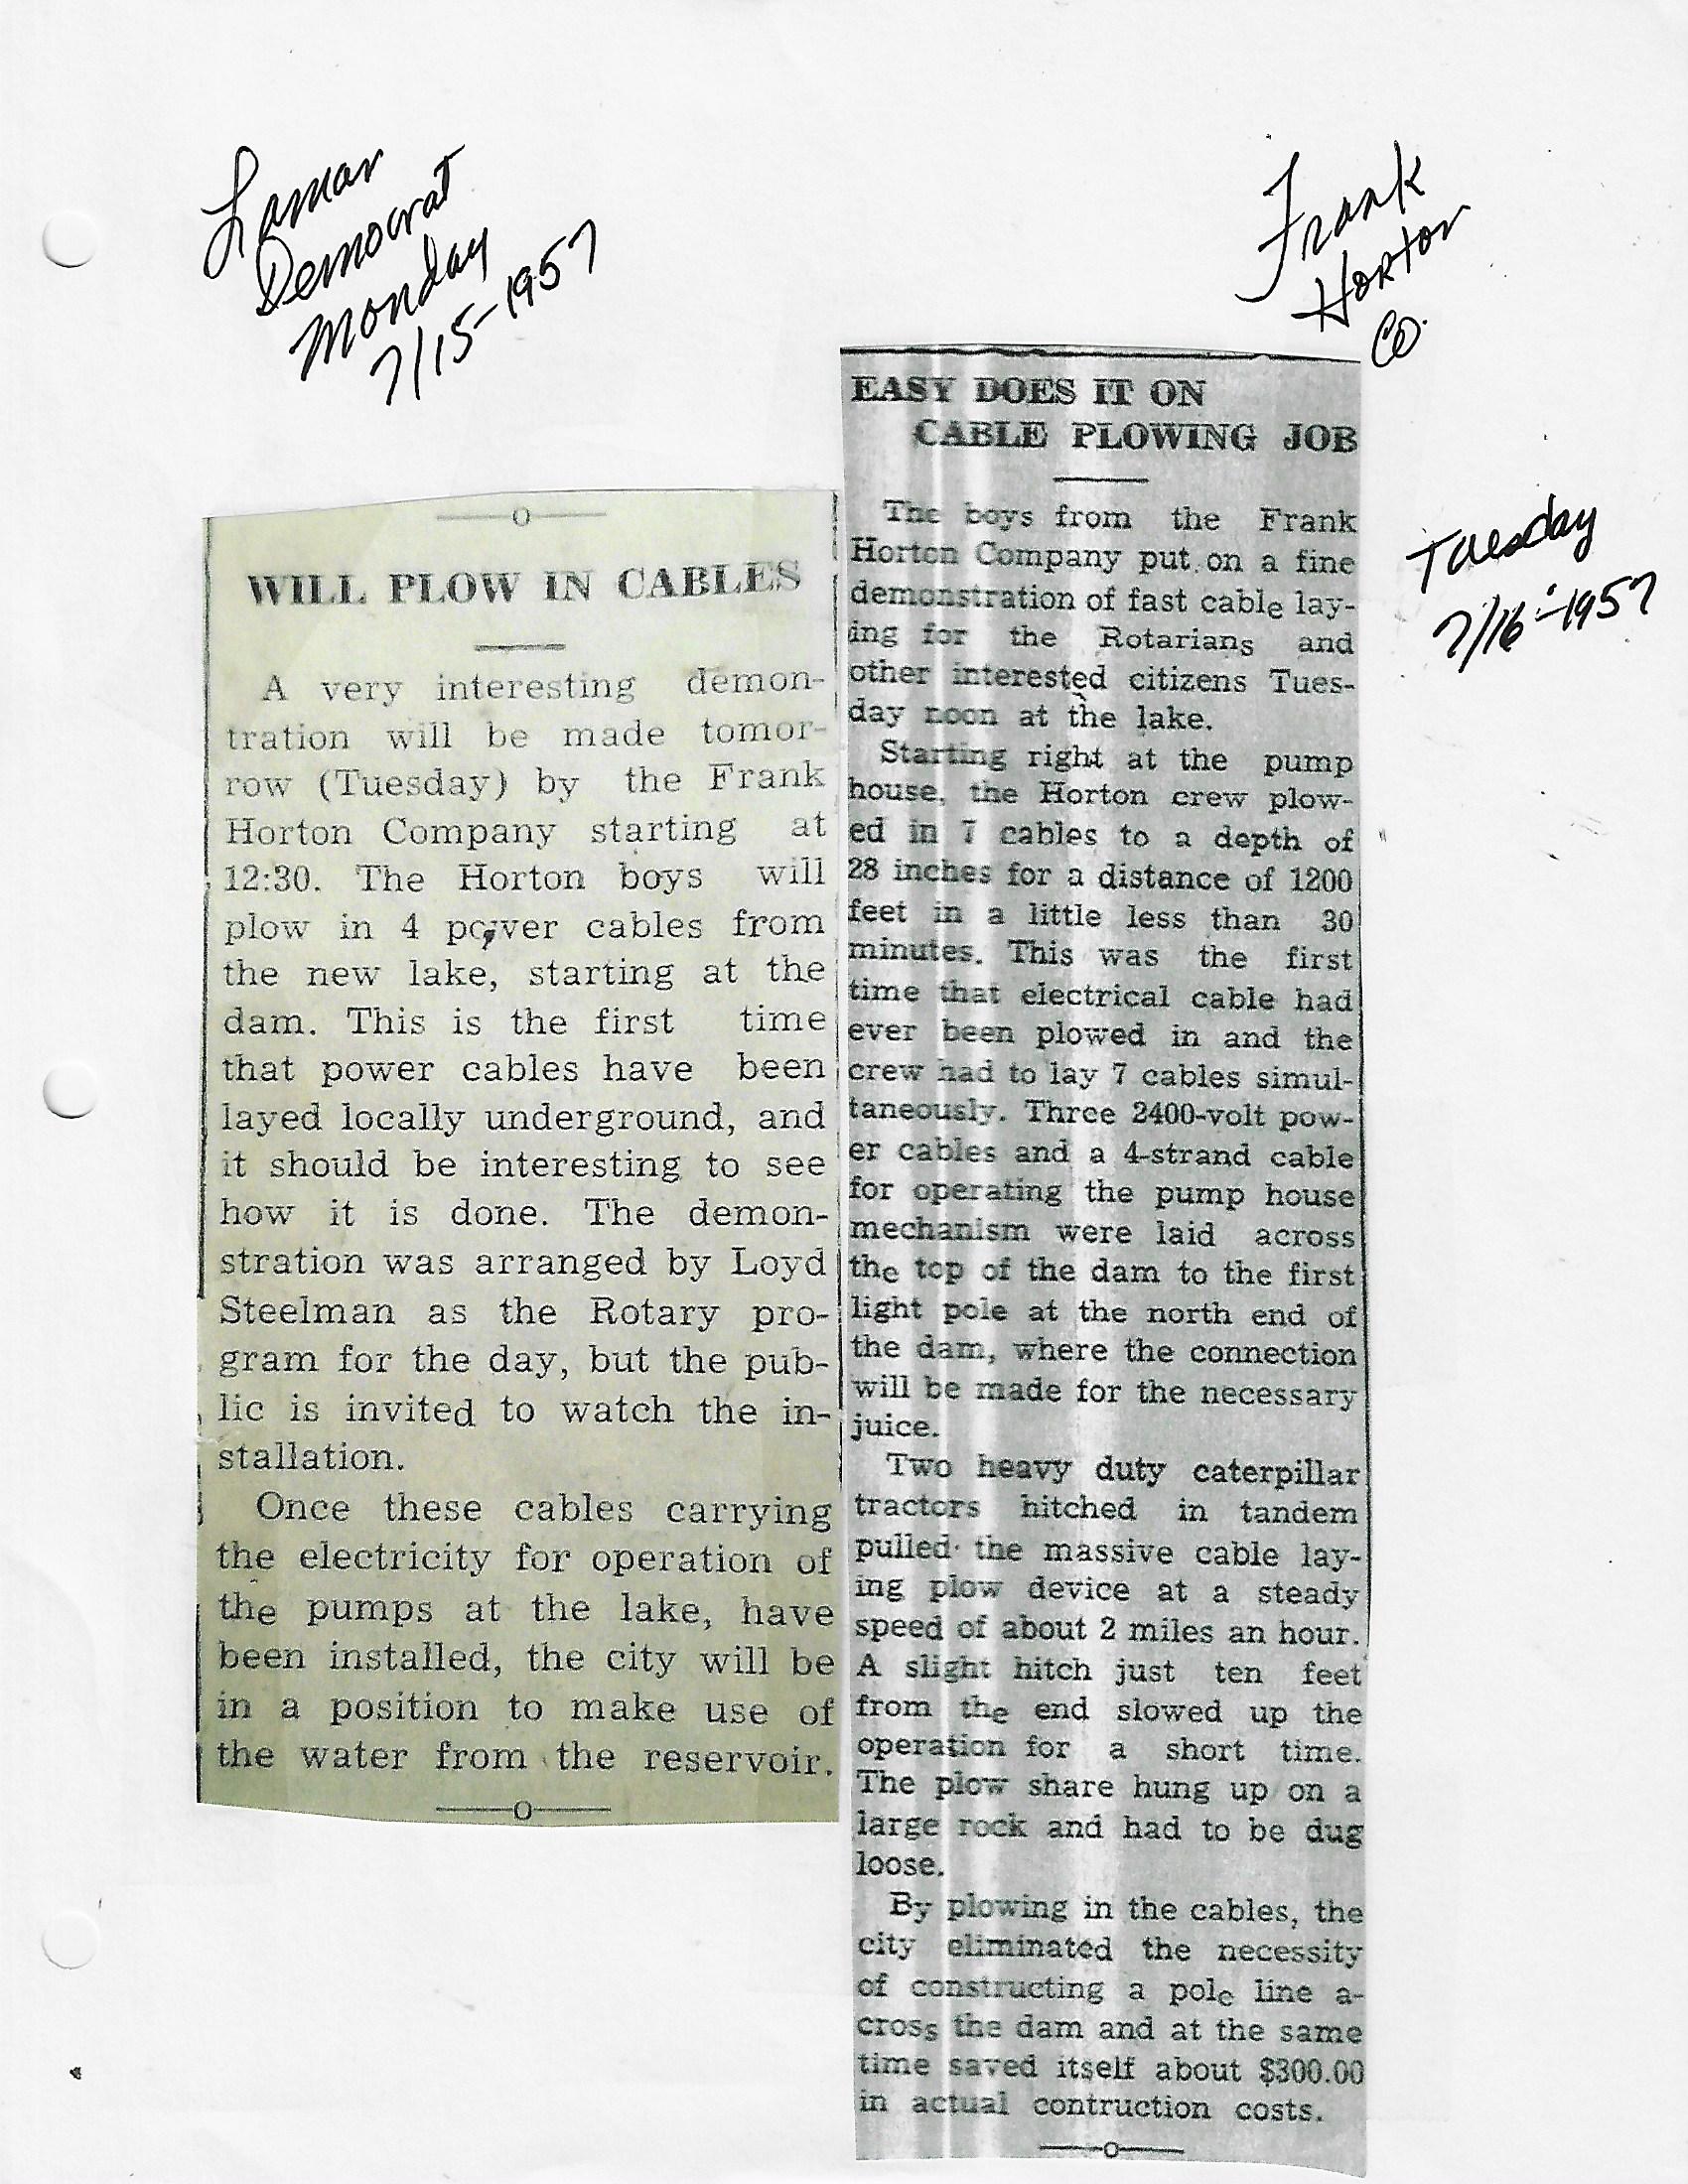 Lamar
Democrat
Monday
7/15-1957
Frank
Horton
Co.
Tuesday
7/16-1957
WILL PLOW IN CABLES
A very interesting demon-
tration will be made tomor-
row (Tuesday) by the Frank
Horton Company starting at
12:30. The Horton boys will
plow in 4 power cables from
the new lake, starting at the
dam. This is the first time
that power cables have been
layed locally underground, and
it should be interesting to see
how it is done. The demon-
stration was arranged by Loyd
Steelman as the Rotary pro-
gram for the day, but the pub-
lic is invited to watch the in-
stallation.
Once these cables carrying
the electricity for operation of
the pumps at the lake, have
been installed, the city will be
in a position to make use of
the water from the reservoir.
EASY DOES IT ON
CABLE PLOWING JOB
The boys from the Frank
Horton Company put on a fine
demonstration of fast cable lay-
ing for the Rotarians and
other interested citizens Tues-
day noon at the lake.
Starting right at the pump
house, the Horton crew plow-
ed in 7 cables to a depth of
28 inches for a distance of 1200
feet in a little less than 30
minutes. This was the first
time that electrical cable had
ever been plowed in and the
crew had to lay 7 cables simul-
taneously. Three 2400-volt pow-
er cables and a 4-strand cable
for operating the pump house
mechanism were laid across
the top of the dam to the first
light pole at the north end of
the dam, where the connection
will be made for the necessary
juice.
Two heavy duty caterpillar
tractors hitched in tandem
pulled the massive cable lay-
ing plow device at a steady
speed of about 2 miles an hour.
A slight hitch just ten feet
from the end slowed up the
operation for a short time.
The plow share hung up on a
large rock and had to be dug
loose.
By plowing in the cables, the
city eliminated the necessity
of constructing a pole line a-
cross the dam and at the same
time saved itself about $300.00
in actual contruction costs.